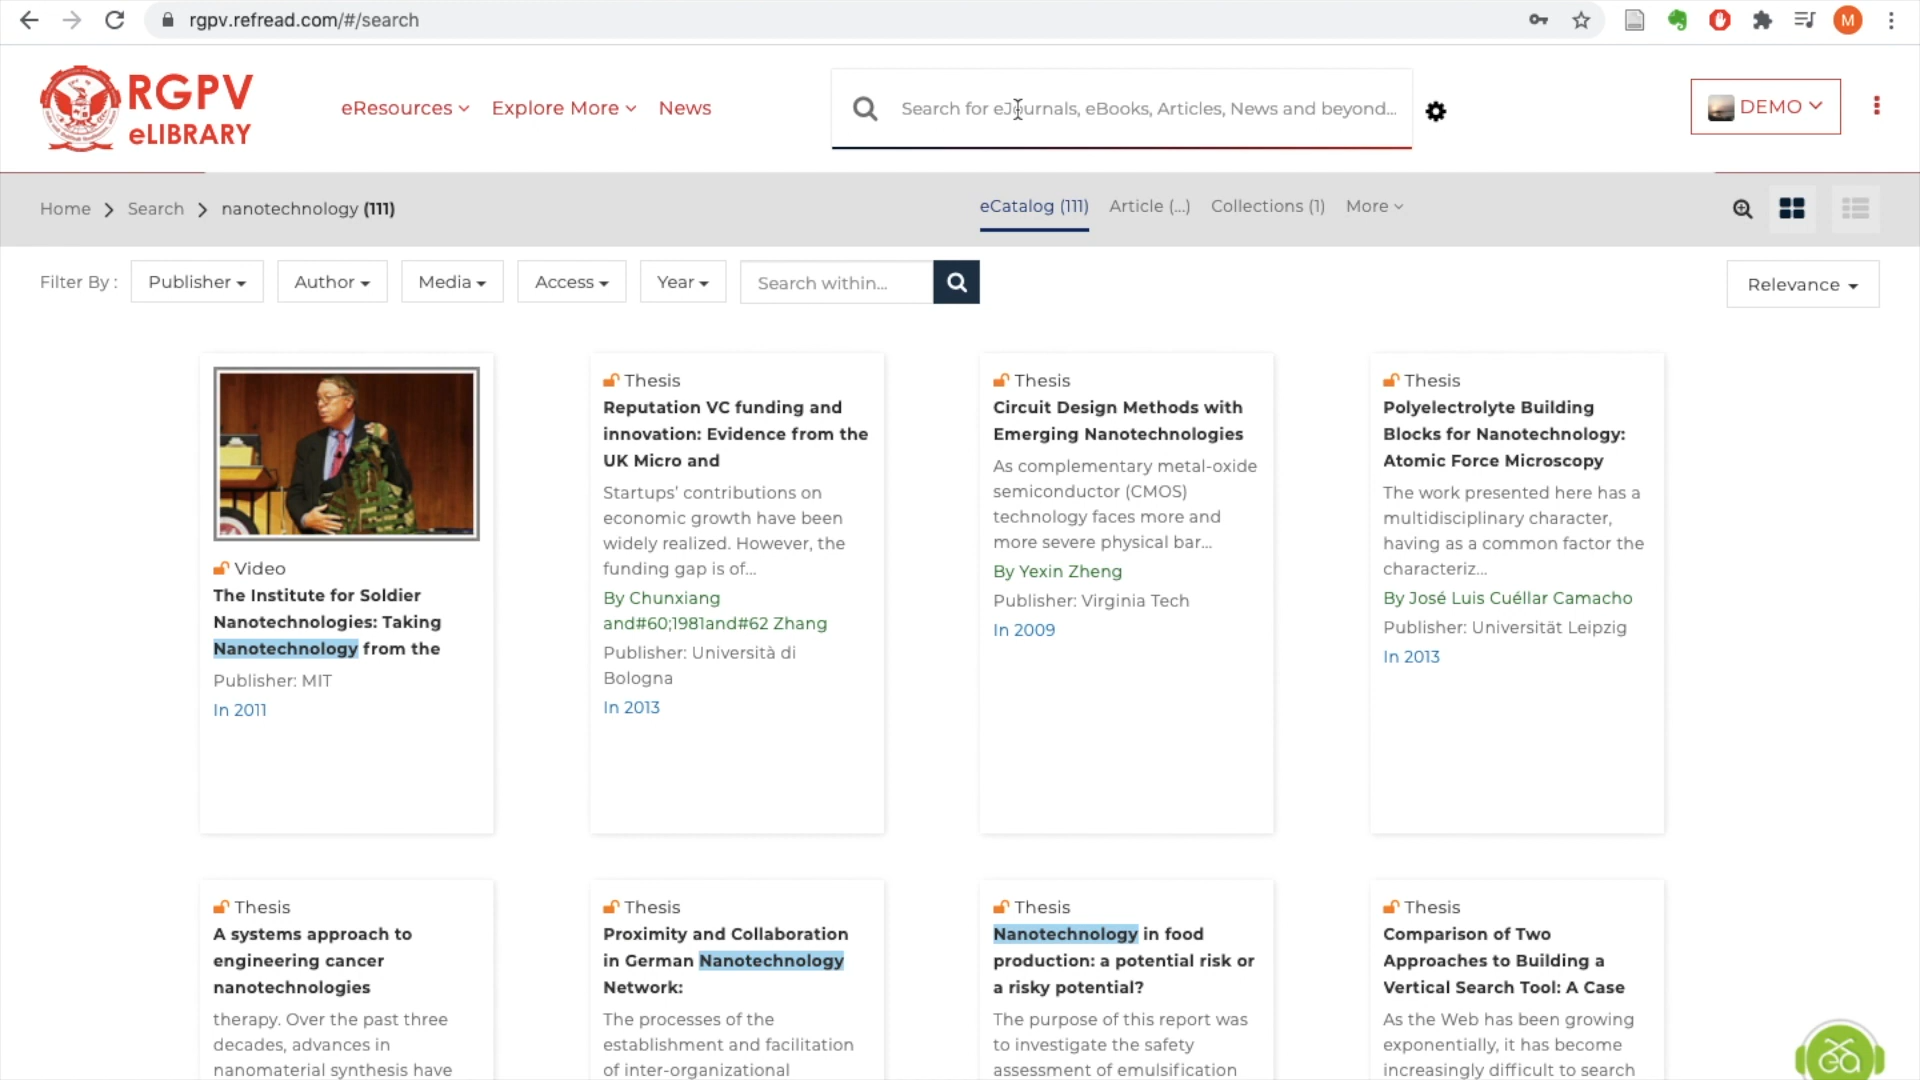 rgpv.refread.com/#/search
M
RGPV
eLIBRARY
eResources
Explore More
News
Search for eJournals, eBooks, Articles, News and beyond...
DEMO
Home
Search
nanotechnology (111)
eCatalog (111)
Article (...)
Collections (1)
More
Filter By :
Publisher
Author
Media
Access
Year
Search within...
Relevance
Video
The Institute for Soldier
Nanotechnologies: Taking
Nanotechnology from the
Publisher: MIT
In 2011
Thesis
Reputation VC funding and
innovation: Evidence from the
UK Micro and
Startups' contributions on
economic growth have been
widely realized. However, the
funding gap is of...
By Chunxiang
and#60;1981and#62 Zhang
Publisher: Università di
Bologna
In 2013
Thesis
Circuit Design Methods with
Emerging Nanotechnologies
As complementary metal-oxide
semiconductor (CMOS)
technology faces more and
more severe physical bar...
By Yexin Zheng
Publisher: Virginia Tech
In 2009
Thesis
Polyelectrolyte Building
Blocks for Nanotechnology:
Atomic Force Microscopy
The work presented here has a
multidisciplinary character,
having as a common factor the
characteriz...
By José Luis Cuéllar Camacho
Publisher: Universität Leipzig
In 2013
Thesis
A systems approach to
engineering cancer
nanotechnologies
therapy. Over the past three
decades, advances in
nanomaterial synthesis have
Thesis
Proximity and Collaboration
in German Nanotechnology
Network:
The processes of the
establishment and facilitation
of inter-organizational
Thesis
Nanotechnology in food
production: a potential risk or
a risky potential?
The purpose of this report was
to investigate the safety
assessment of emulsification
Thesis
Comparison of Two
Approaches to Building a
Vertical Search Tool: A Case
As the Web has been growing
exponentially, it has become
increasingly difficult to search